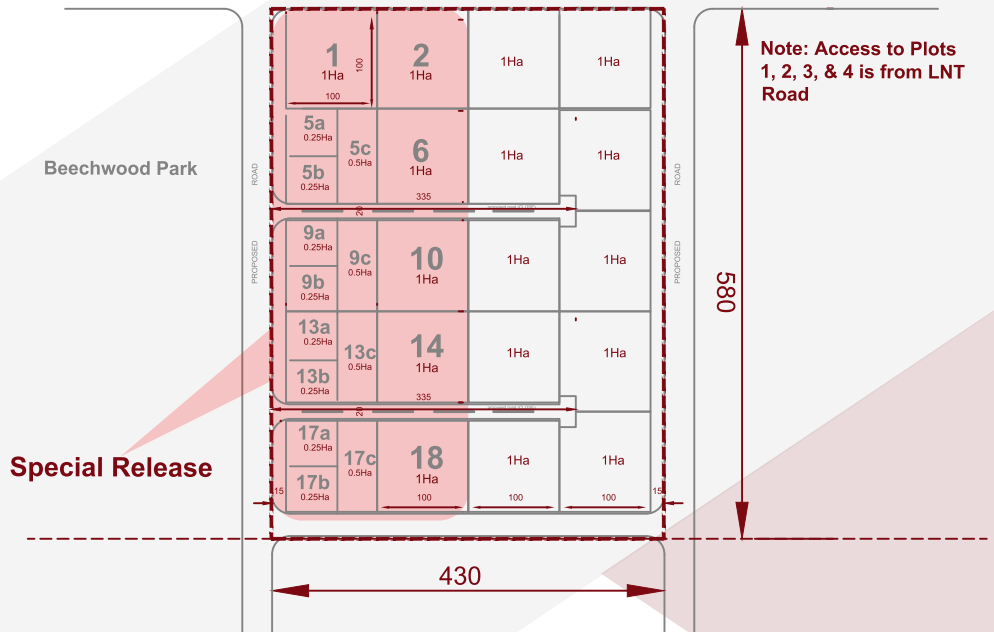 Note: Access to Plots
1, 2, 3, & 4 is from LNT
Road
1
1Ha
100
100
2
1Ha
1Ha
1Ha
5a
0.25Ha
5b
0.25Ha
5c
0.5Ha
6
1Ha
1Ha
1Ha
Beechwood Park
ROAD
PROPOSED
ROAD
PROPOSED
335
20
9a
0.25Ha
9b
0.25Ha
9c
0.5Ha
10
1Ha
1Ha
1Ha
580
13a
0.25Ha
13b
0.25Ha
13c
0.5Ha
14
1Ha
1Ha
1Ha
335
20
17a
0.25Ha
17b
0.25Ha
17c
0.5Ha
18
1Ha
1Ha
1Ha
Special Release
15
100
100
100
15
430